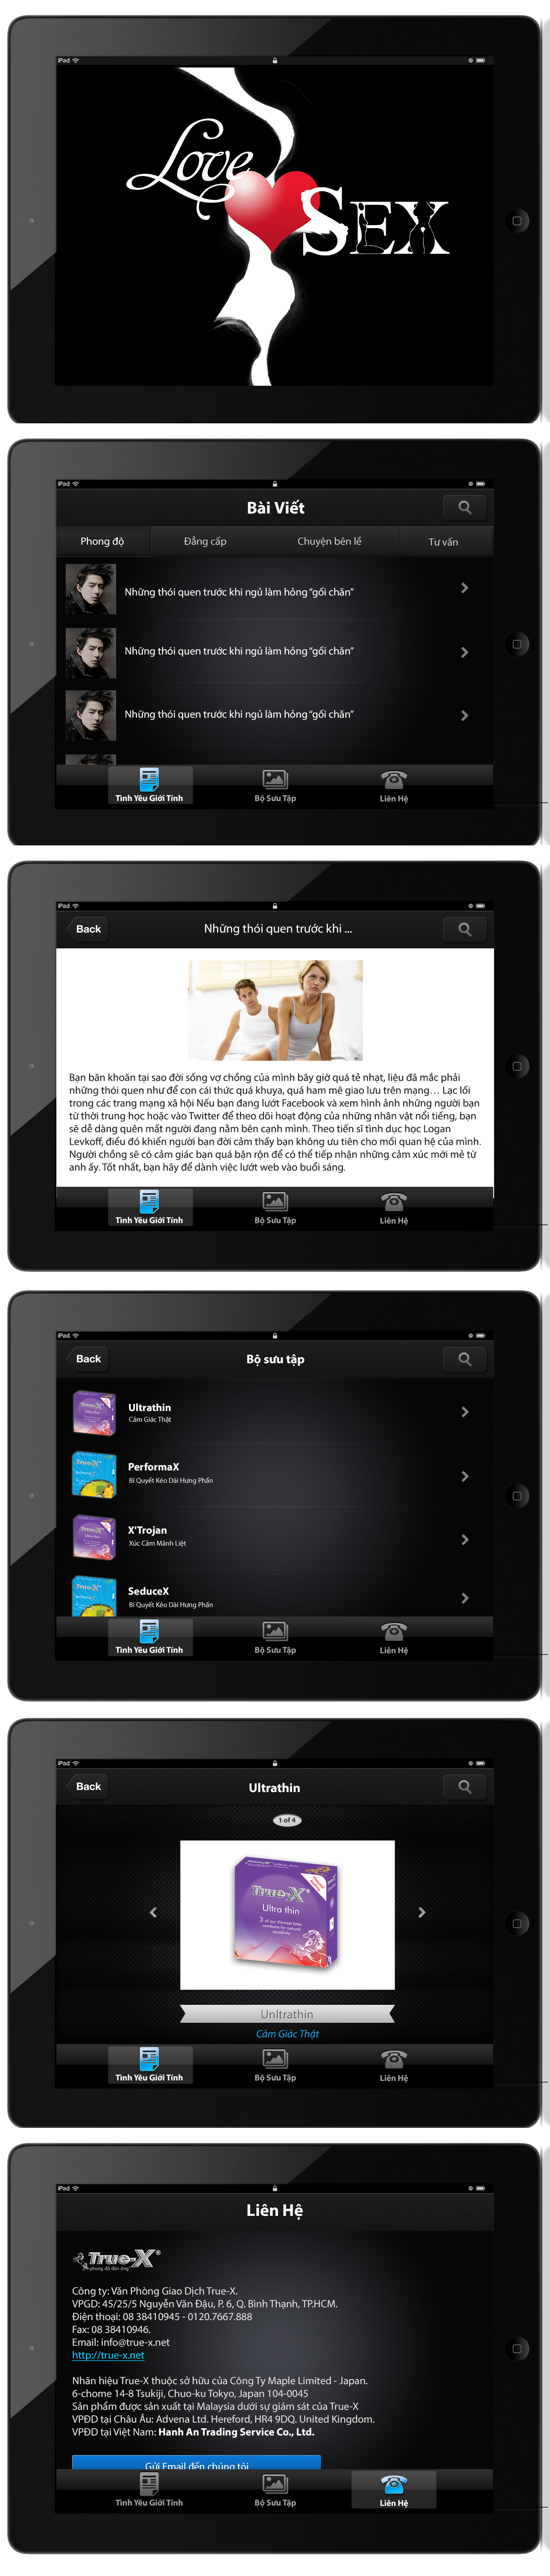 iPad
Love
SEX
iPad
Bài Viết
Phong độ
Đẳng cấp
Chuyện bên lề
Tư vấn
Những thói quen trước khi ngủ làm hỏng "gối chăn"
Những thói quen trước khi ngủ làm hỏng "gối chăn"
Những thói quen trước khi ngủ làm hỏng "gối chăn"
Tình Yêu Giới Tính
Bộ Sưu Tập
Liên Hệ
iPad
Back
Những thói quen trước khi ...
Bạn băn khoăn tại sao đời sống vợ chồng của mình bây giờ quá tẻ nhạt, liệu đã mắc phải
những thói quen như để con cái thức quá khuya, quá ham mê giao lưu trên mạng… Lạc lối
trong các trang mạng xã hội Nếu bạn đang lướt Facebook và xem hình ảnh những người bạn
từ thời trung học hoặc vào Twitter để theo dõi hoạt động của những nhân vật nổi tiếng, bạn
sẽ dễ dàng quên mất người đang nằm bên cạnh mình. Theo tiến sĩ tình dục học Logan
Levkoff, điều đó khiến người bạn đời cảm thấy bạn không ưu tiên cho mối quan hệ của mình.
Người chồng sẽ có cảm giác bạn quá bận rộn để có thể tiếp nhận những cảm xúc mới mẻ từ
anh ấy. Tốt nhất, bạn hãy để dành việc lướt web vào buổi sáng.
Tình Yêu Giới Tính
Bộ Sưu Tập
Liên Hệ
iPad
Back
Bộ sưu tập
True-X
Ultrathin
Cảm Giác Thật
True-X
PerformaX
Bí Quyết Kéo Dài Hưng Phấn
True-X
X'Trojan
Xúc Cảm Mãnh Liệt
True-X
SeduceX
Bí Quyết Kéo Dài Hưng Phấn
Tình Yêu Giới Tính
Bộ Sưu Tập
Liên Hệ
iPad
Back
Ultrathin
1 of 4
True-X®
Ultra thin
3 of our thinnest latex
condoms for natural
sensitivity
Unltrathin
Cảm Giác Thật
Tình Yêu Giới Tính
Bộ Sưu Tập
Liên Hệ
iPad
Liên Hệ
True-X®
phong độ đàn ông
Công ty: Văn Phòng Giao Dịch True-X.
VPGD: 45/25/5 Nguyễn Văn Đậu, P. 6, Q. Bình Thạnh, TP.HCM.
Điện thoại: 08 38410945 - 0120.7667.888
Fax: 08 38410946.
Email: info@true-x.net
http://true-x.net
Nhãn hiệu True-X thuộc sở hữu của Công Ty Maple Limited - Japan.
6-chome 14-8 Tsukiji, Chuo-ku Tokyo, Japan 104-0045
Sản phẩm được sản xuất tại Malaysia dưới sự giám sát của True-X
VPĐD tại Châu Âu: Advena Ltd. Hereford, HR4 9DQ. United Kingdom.
VPĐD tại Việt Nam: Hanh An Trading Service Co., Ltd.
Gửi Email đến chúng tôi
Tình Yêu Giới Tính
Bộ Sưu Tập
Liên Hệ